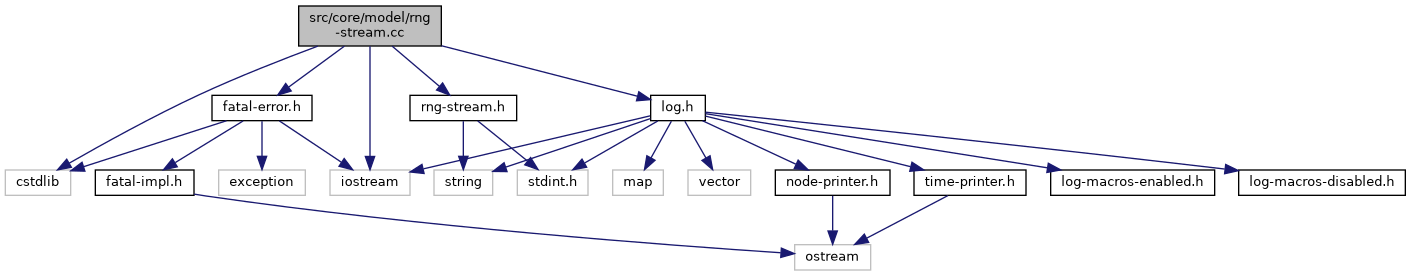 src/core/model/rng
-stream.cc
fatal-error.h
rng-stream.h
log.h
cstdlib
fatal-impl.h
exception
iostream
string
stdint.h
map
vector
node-printer.h
time-printer.h
log-macros-enabled.h
log-macros-disabled.h
ostream